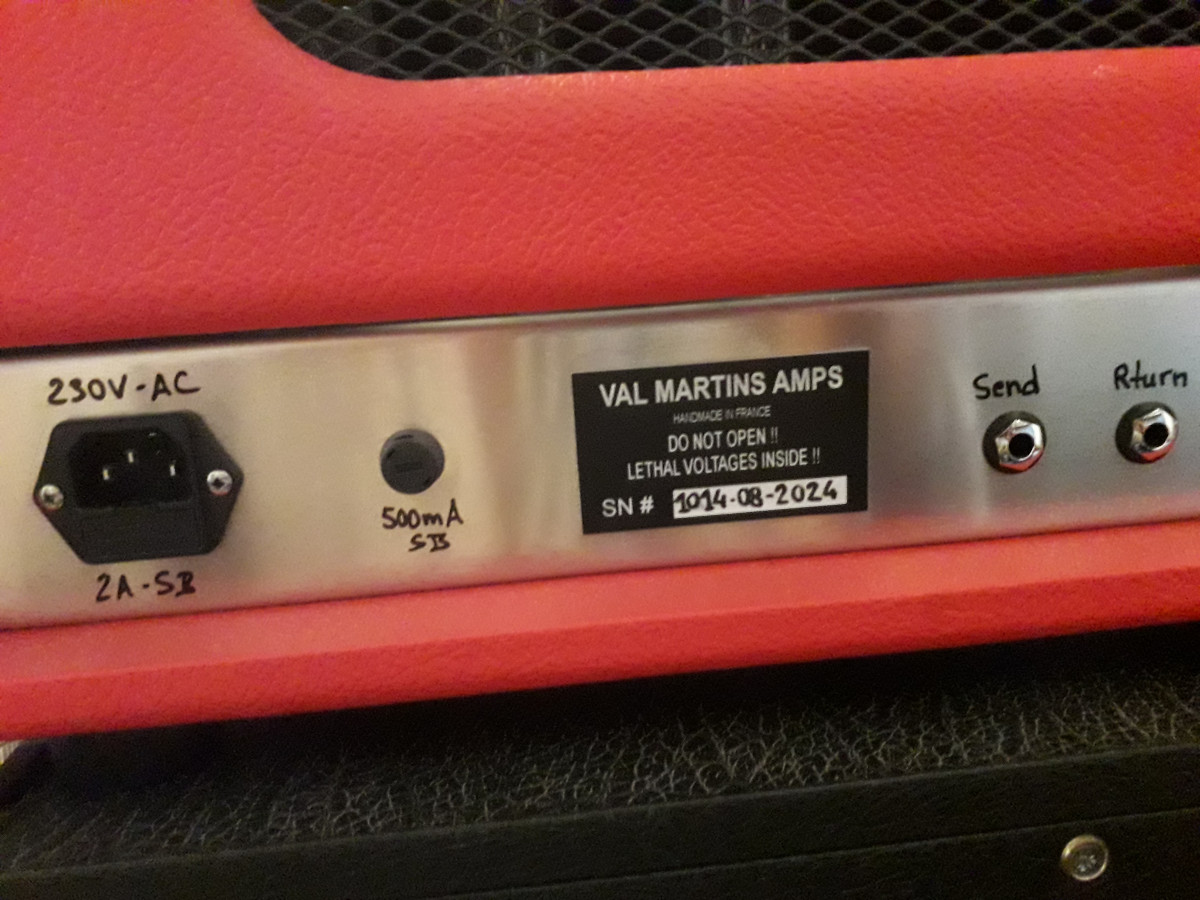 230V-AC
2A-SB
500mA
SB
VAL MARTINS AMPS
HANDMADE IN FRANCE
DO NOT OPEN !!
LETHAL VOLTAGES INSIDE !!
SN # 1014-08-2024
Send
Rturn